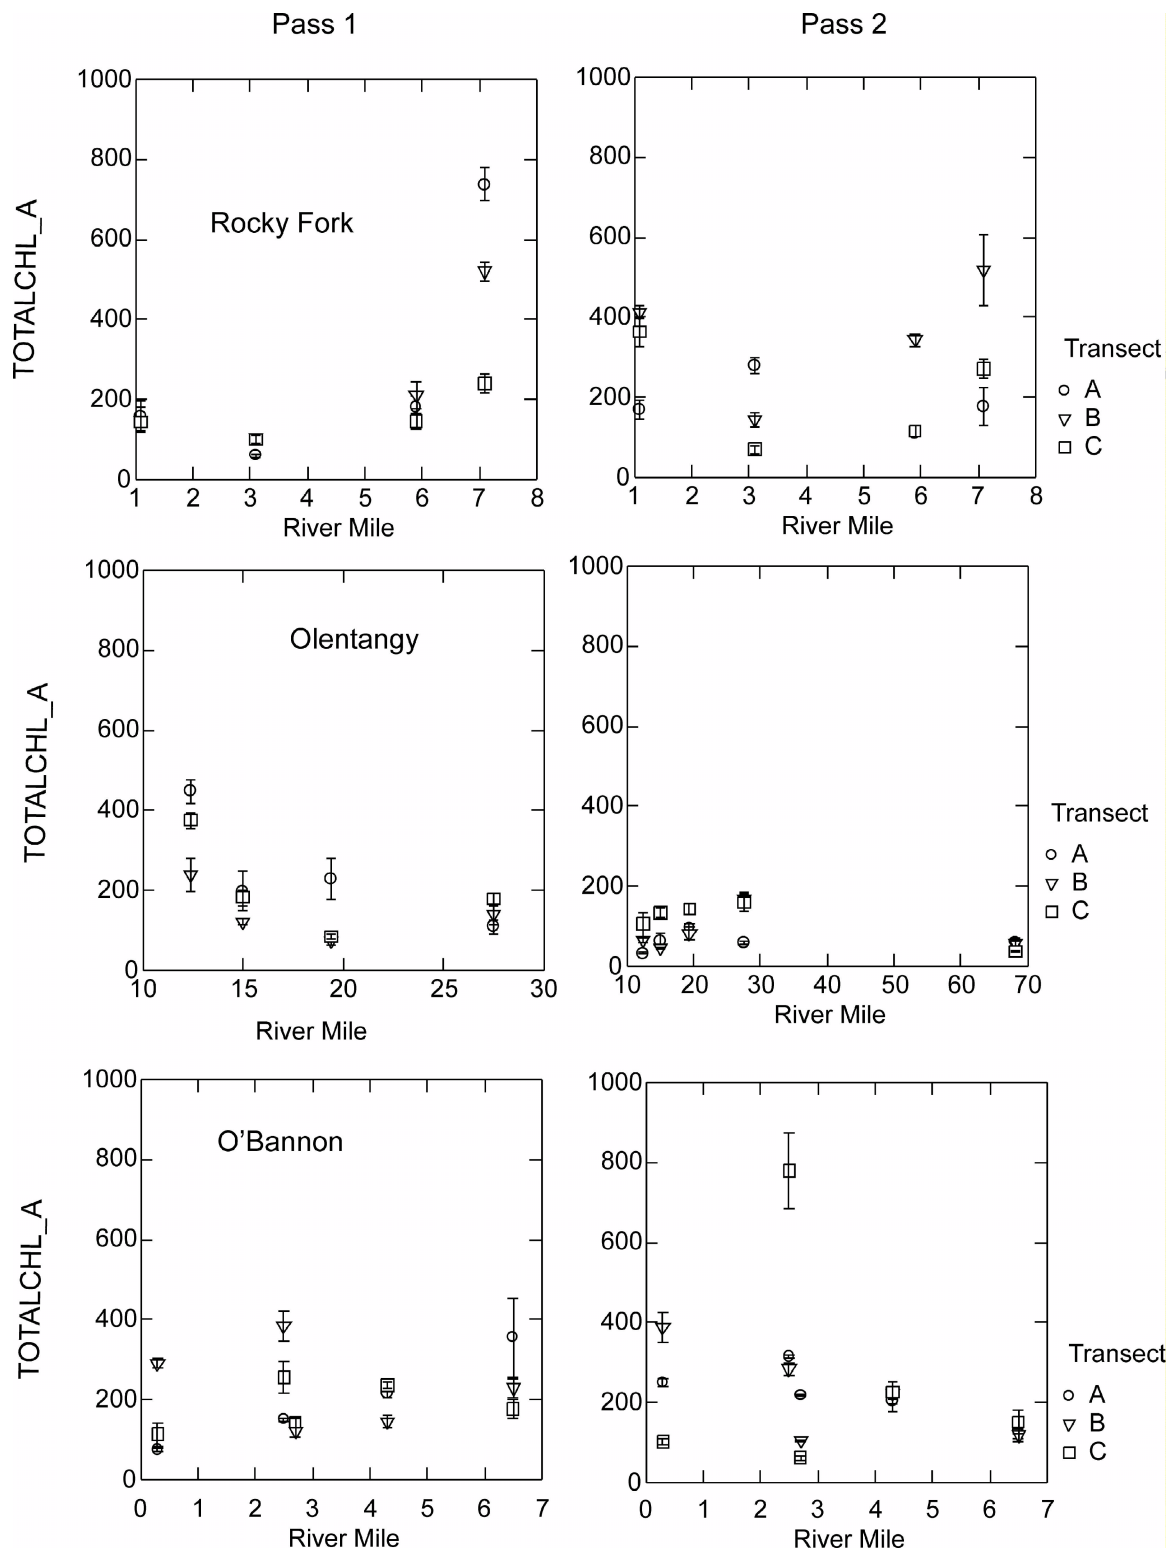 Pass 1 Pass 2
1000 1000
800 800
600 600
400 400
200 200
0 0
TOTALCHL_A
Rocky Fork
1 2 3 4 5 6 7 8 1 2 3 4 5 6 7 8
River Mile River Mile
Transect
A
B
C
1000 1000
800 800
600 600
400 400
200 200
0 0
TOTALCHL_A
Olentangy
10 15 20 25 30 10 20 30 40 50 60 70
River Mile River Mile
Transect
A
B
C
1000 1000
800 800
600 600
400 400
200 200
0 0
TOTALCHL_A
O’Bannon
0 1 2 3 4 5 6 7 0 1 2 3 4 5 6 7
River Mile River Mile
Transect
A
B
C